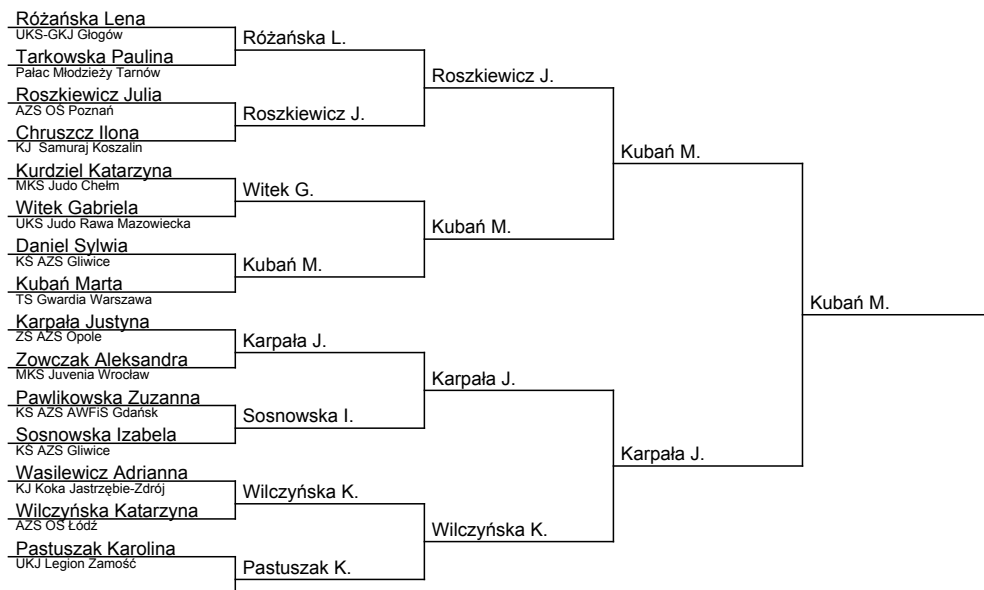 Różańska Lena
UKS-GKJ Głogów
Różańska L.
Tarkowska Paulina
Pałac Młodzieży Tarnów
Roszkiewicz J.
Roszkiewicz Julia
AZS OŚ Poznań
Roszkiewicz J.
Chruszcz Ilona
KJ Samuraj Koszalin
Kubań M.
Kurdziel Katarzyna
MKS Judo Chełm
Witek G.
Witek Gabriela
UKS Judo Rawa Mazowiecka
Kubań M.
Daniel Sylwia
KŚ AZS Gliwice
Kubań M.
Kubań Marta
TS Gwardia Warszawa
Kubań M.
Karpała Justyna
ZS AZS Opole
Karpała J.
Zowczak Aleksandra
MKS Juvenia Wrocław
Karpała J.
Pawlikowska Zuzanna
KS AZS AWFiS Gdańsk
Sosnowska I.
Sosnowska Izabela
KŚ AZS Gliwice
Karpała J.
Wasilewicz Adrianna
KJ Koka Jastrzębie-Zdrój
Wilczyńska K.
Wilczyńska Katarzyna
AZS OŚ Łódź
Wilczyńska K.
Pastuszak Karolina
UKJ Legion Zamość
Pastuszak K.